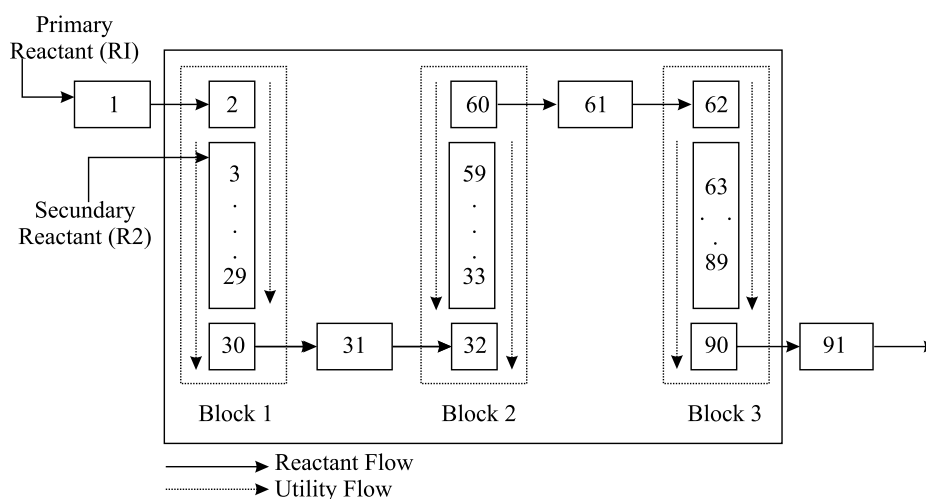 Primary
Reactant (RI)
1
2
60
61
62
3
.
.
.
29
59
.
.
.
33
63
. .
.
89
Secundary
Reactant (R2)
30
31
32
90
91
Block 1
Block 2
Block 3
Reactant Flow
Utility Flow